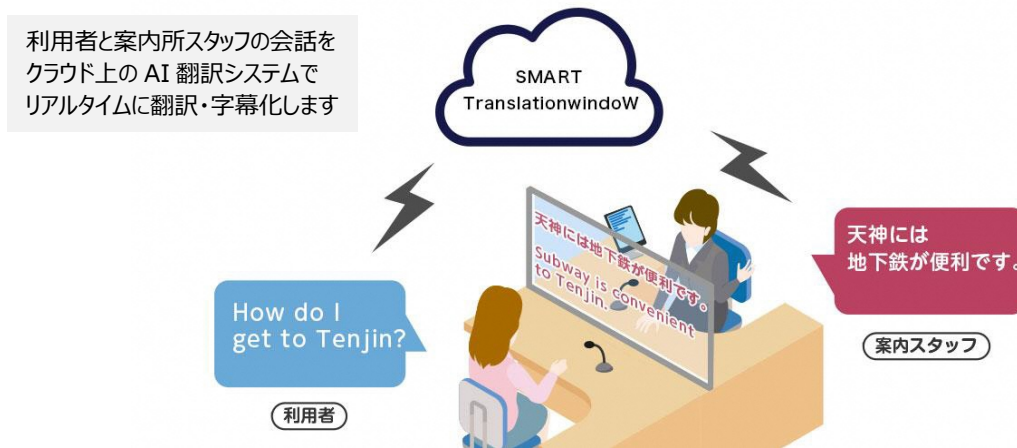 利用者と案内所スタッフの会話を
クラウド上の AI 翻訳システムで
リアルタイムに翻訳・字幕化します
SMART
TranslationwindoW
天神には地下鉄が便利です。
Subway is convenient
to Tenjin.
How do I
get to Tenjin?
利用者
天神には
地下鉄が便利です。
案内スタッフ